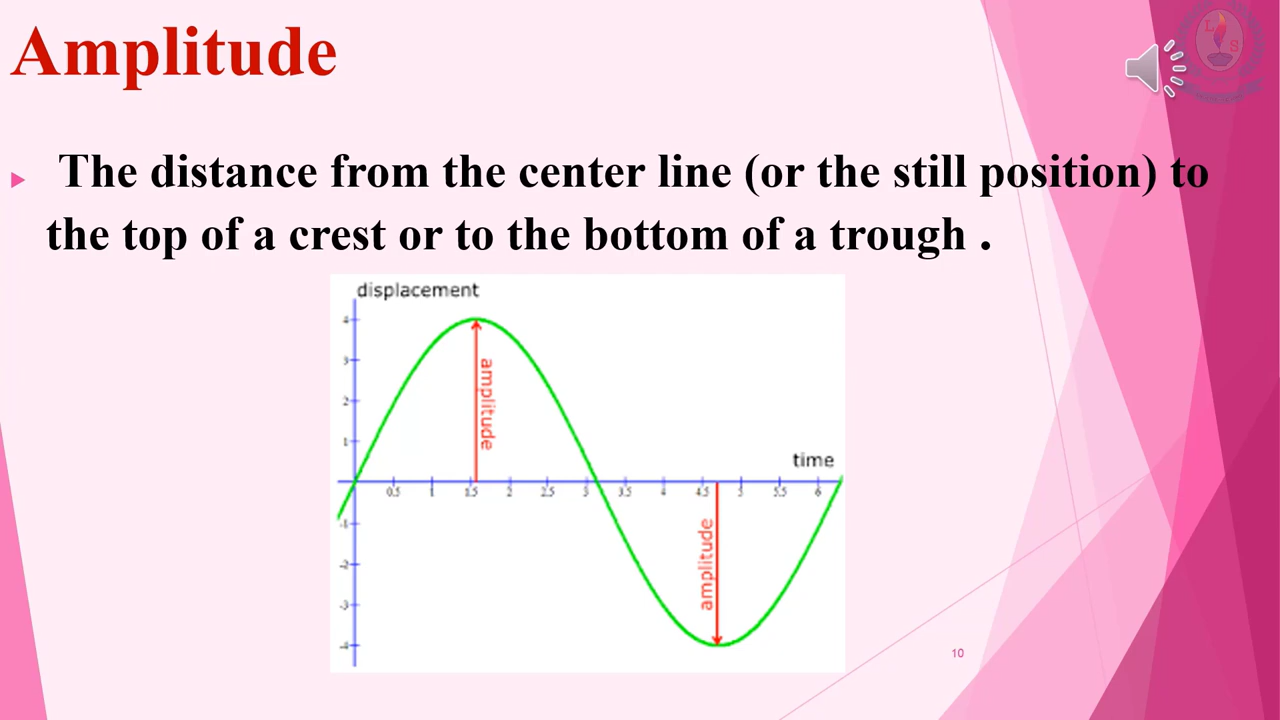 Amplitude
The distance from the center line (or the still position) to
the top of a crest or to the bottom of a trough .
displacement
4
3
2
1
amplitude
time
0.5 1 1.5 2 2.5 3 3.5 4 4.5 5 5.5 6
-1
-2
-3
-4
amplitude
10
L
S